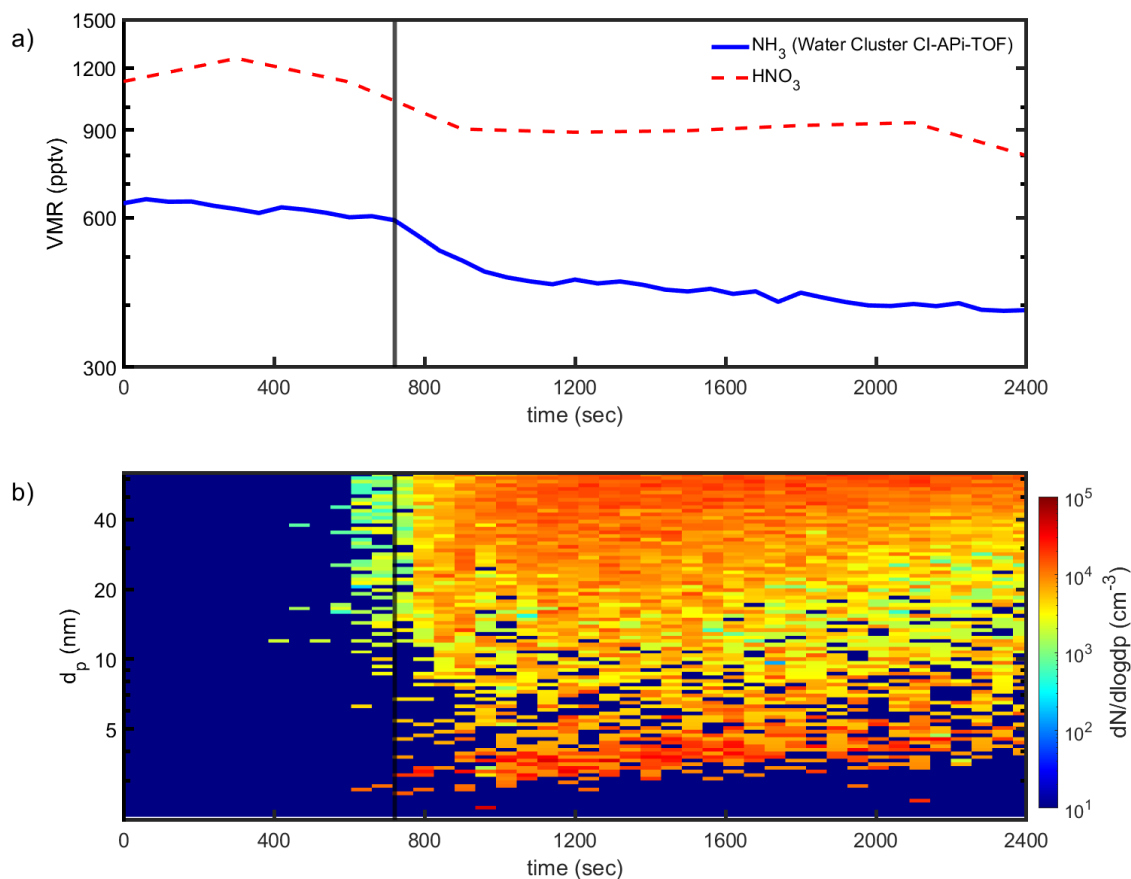 a)
1500
1200
900
600
300
VMR (pptv)
NH3 (Water Cluster CI-APi-TOF)
HNO3
0 400 800 1200 1600 2000 2400
time (sec)
b)
40
20
10
5
dp (nm)
0 400 800 1200 1600 2000 2400
time (sec)
10^5
10^4
10^3
10^2
10^1
dN/dlogdp (cm^-3)